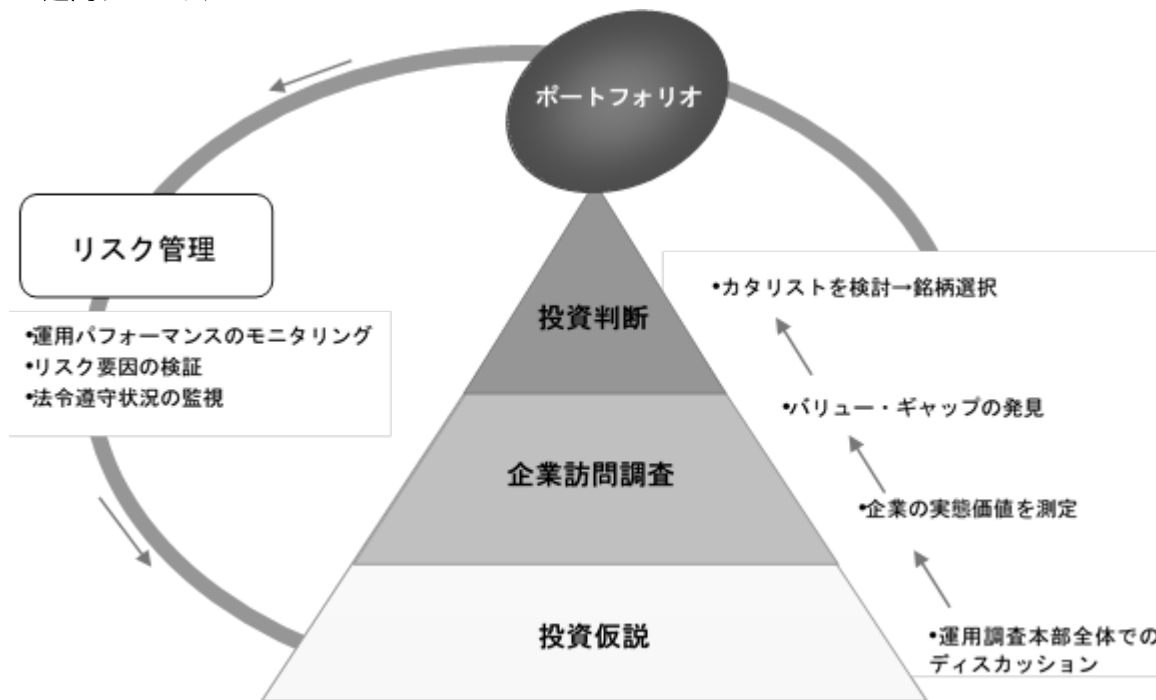 ポートフォリオ
リスク管理
•運用パフォーマンスのモニタリング
•リスク要因の検証
•法令遵守状況の監視
投資判断
企業訪問調査
投資仮説
•カタリストを検討→銘柄選択
•バリュー・ギャップの発見
•企業の実態価値を測定
•運用調査本部全体での
ディスカッション